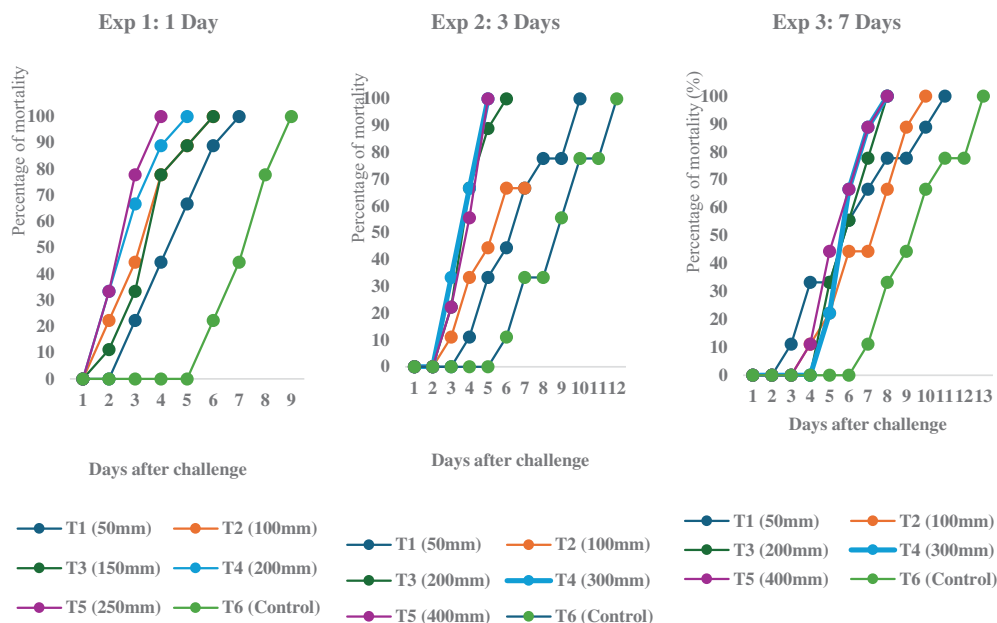 Exp 1: 1 Day
Percentage of mortality
100
90
80
70
60
50
40
30
20
10
0
1 2 3 4 5 6 7 8 9
Days after challenge
T1 (50mm) T2 (100mm)
T3 (150mm) T4 (200mm)
T5 (250mm) T6 (Control)
Exp 2: 3 Days
Percentage of mortality
100
90
80
70
60
50
40
30
20
10
0
1 2 3 4 5 6 7 8 9 10 11 12
Days after challenge
T1 (50mm) T2 (100mm)
T3 (200mm) T4 (300mm)
T5 (400mm) T6 (Control)
Exp 3: 7 Days
Percentage of mortality (%)
100
90
80
70
60
50
40
30
20
10
0
1 2 3 4 5 6 7 8 9 10 11 12 13
Days after challenge
T1 (50mm) T2 (100mm)
T3 (200mm) T4 (300mm)
T5 (400mm) T6 (Control)